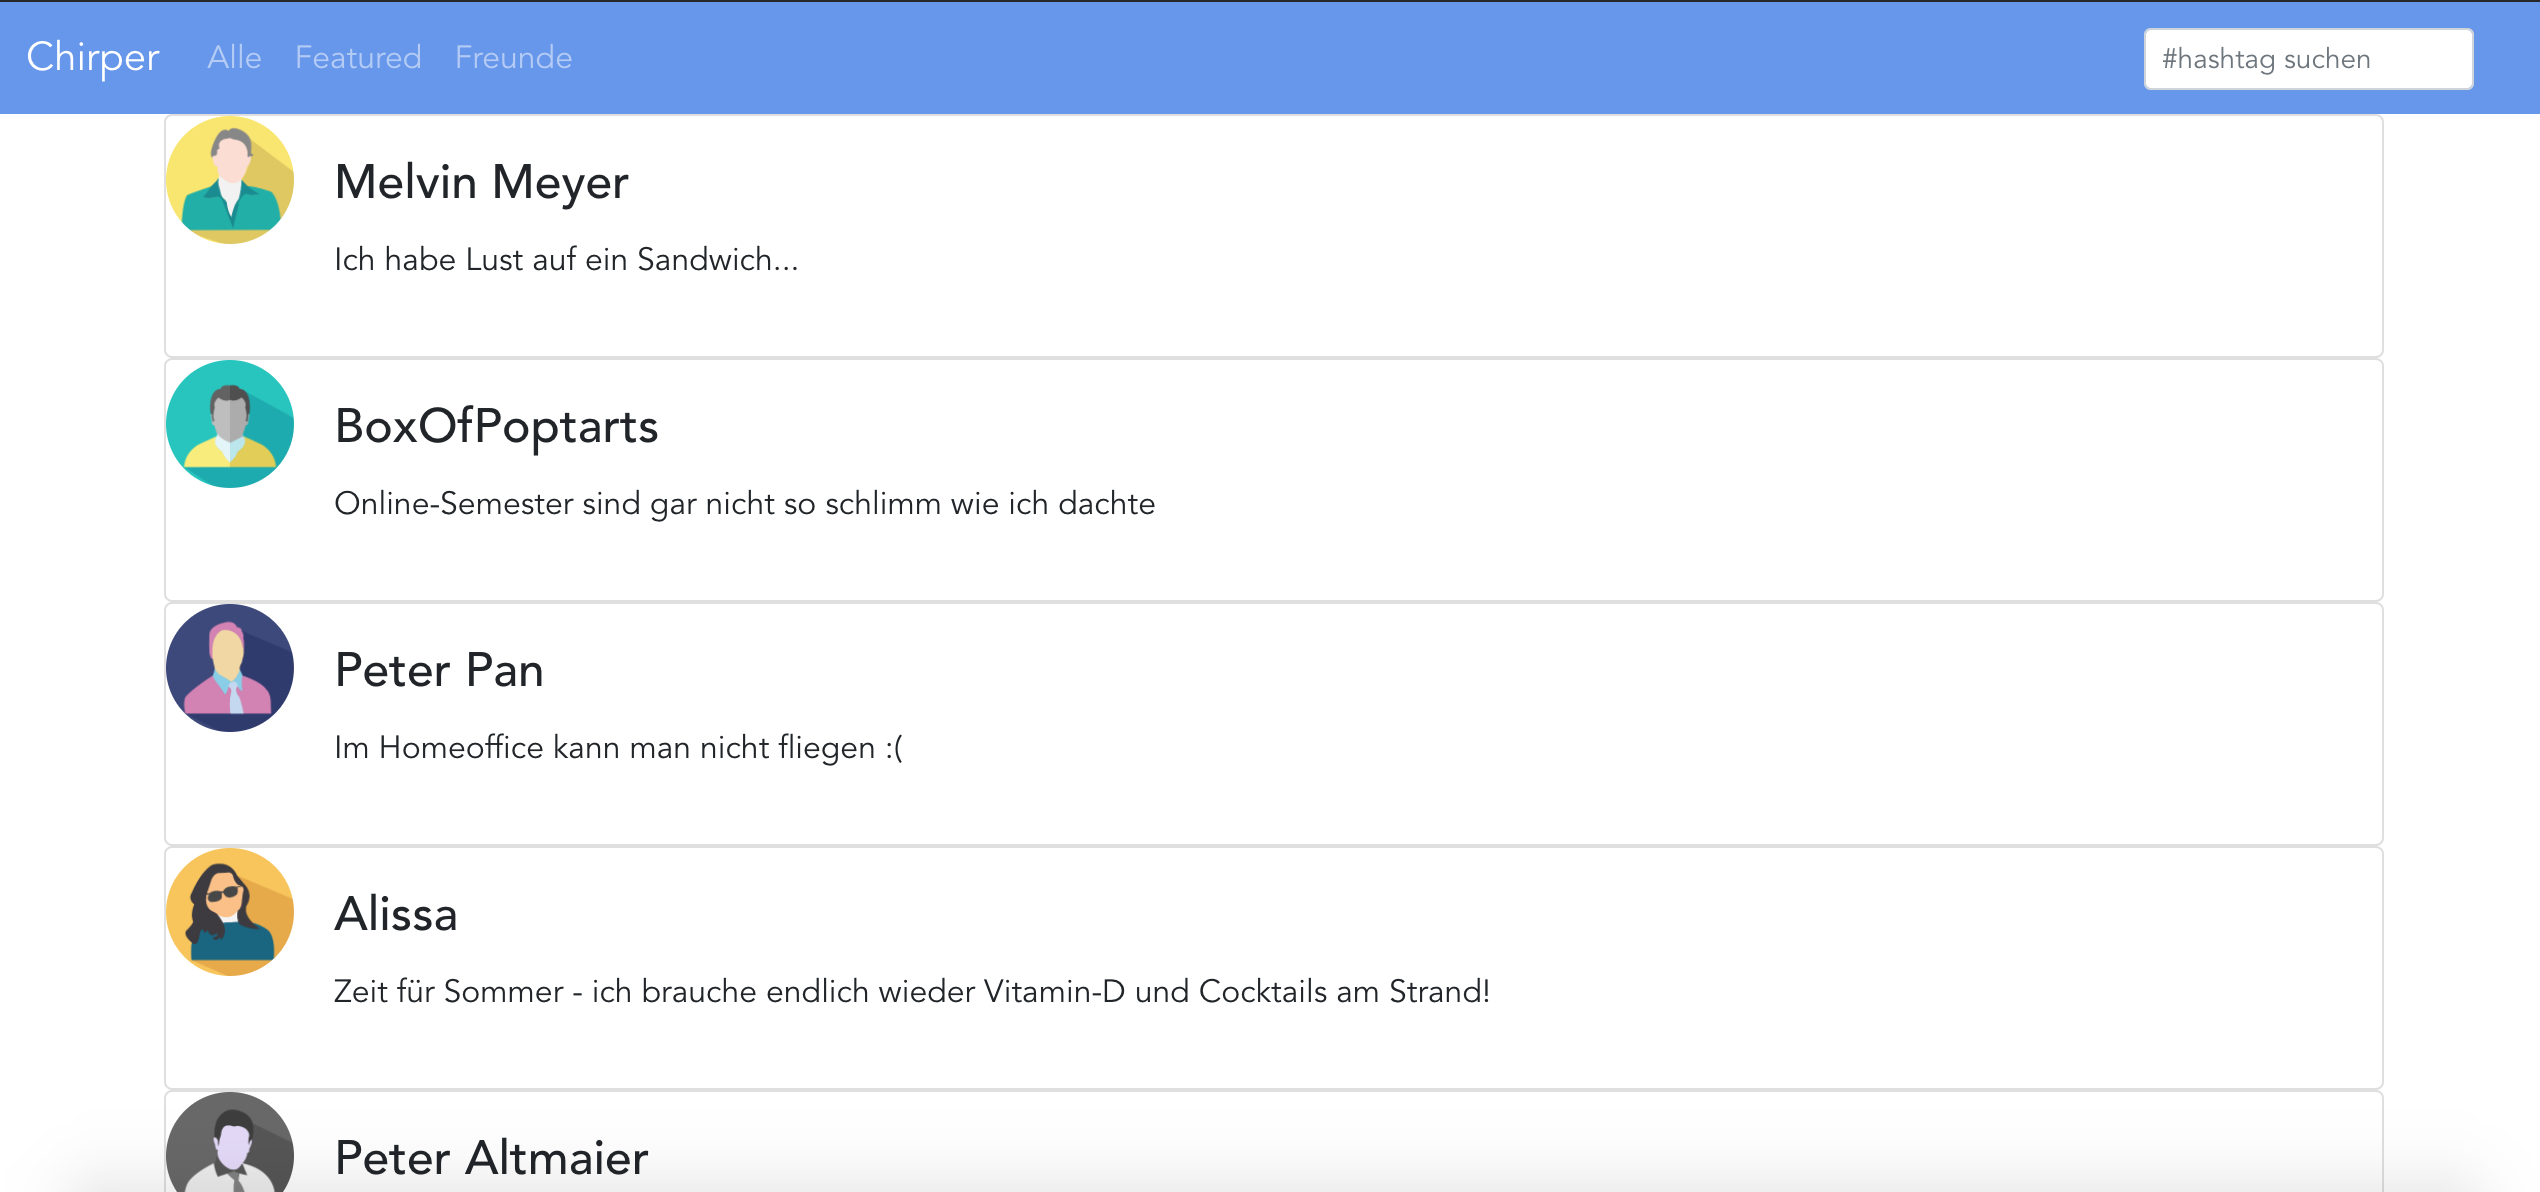 Chirper Alle Featured Freunde #hashtag suchen
Melvin Meyer
Ich habe Lust auf ein Sandwich...
BoxOfPoptarts
Online-Semester sind gar nicht so schlimm wie ich dachte
Peter Pan
Im Homeoffice kann man nicht fliegen :(
Alissa
Zeit für Sommer - ich brauche endlich wieder Vitamin-D und Cocktails am Strand!
Peter Altmaier